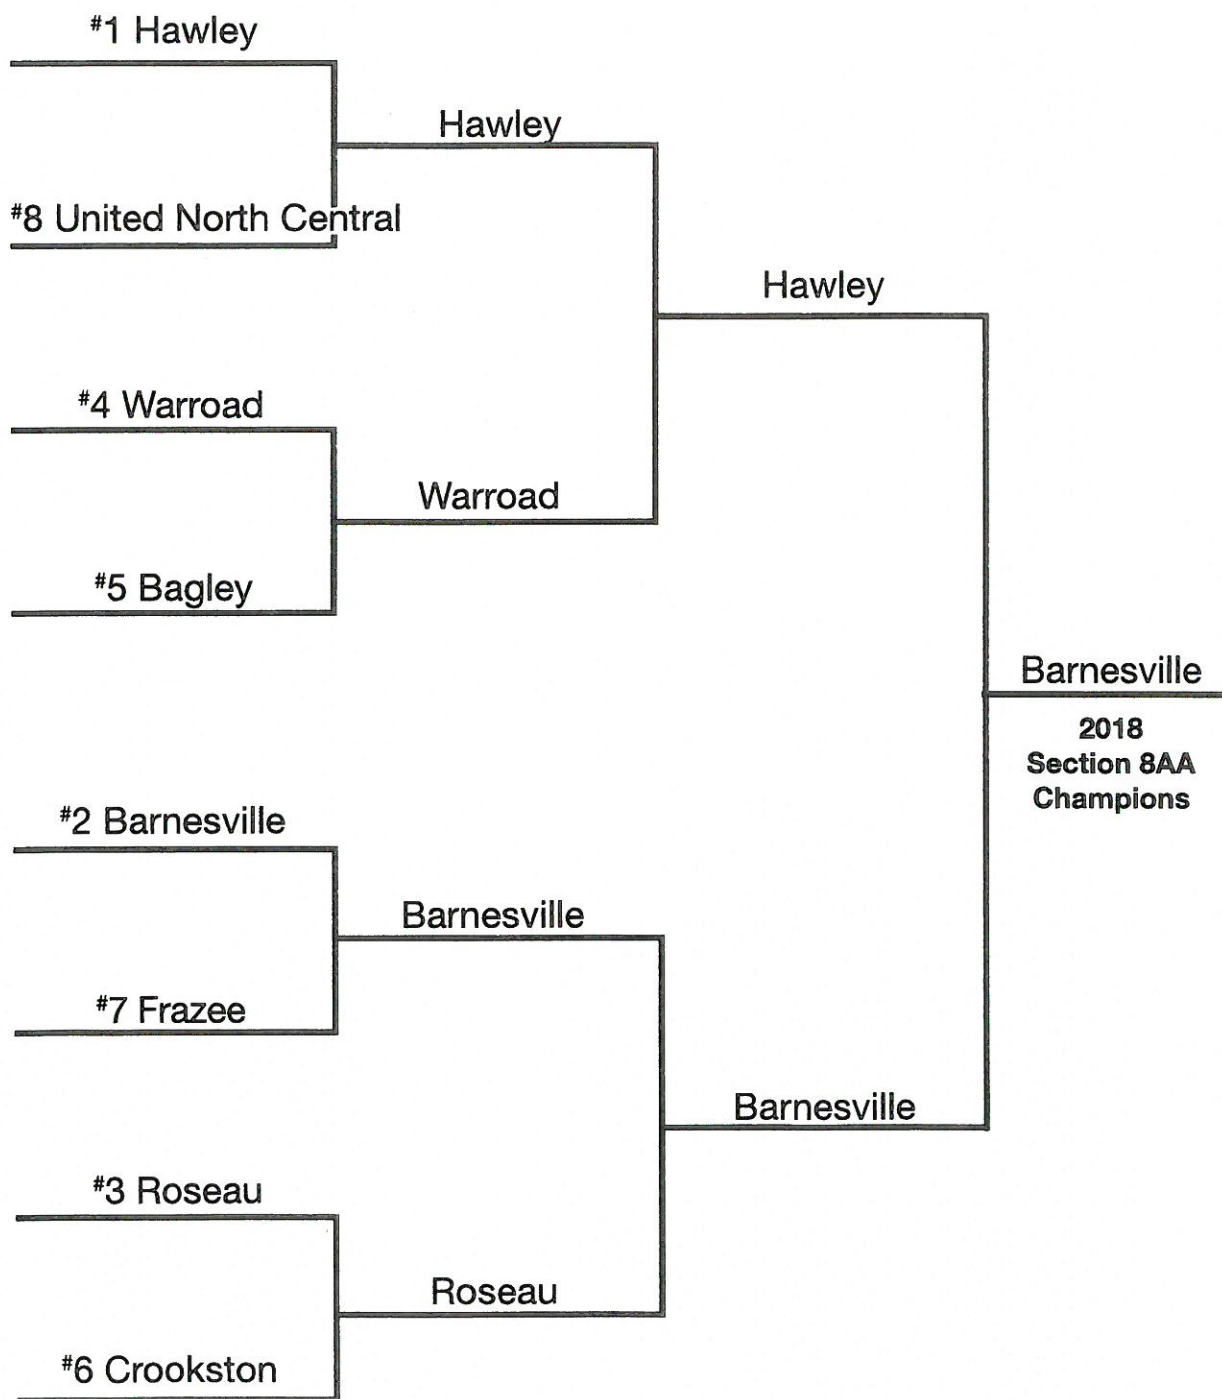 #1 Hawley
Hawley
#8 United North Central
Hawley
#4 Warroad
Warroad
#5 Bagley
Barnesville
2018
Section 8AA
Champions
#2 Barnesville
Barnesville
#7 Frazee
Barnesville
#3 Roseau
Roseau
#6 Crookston